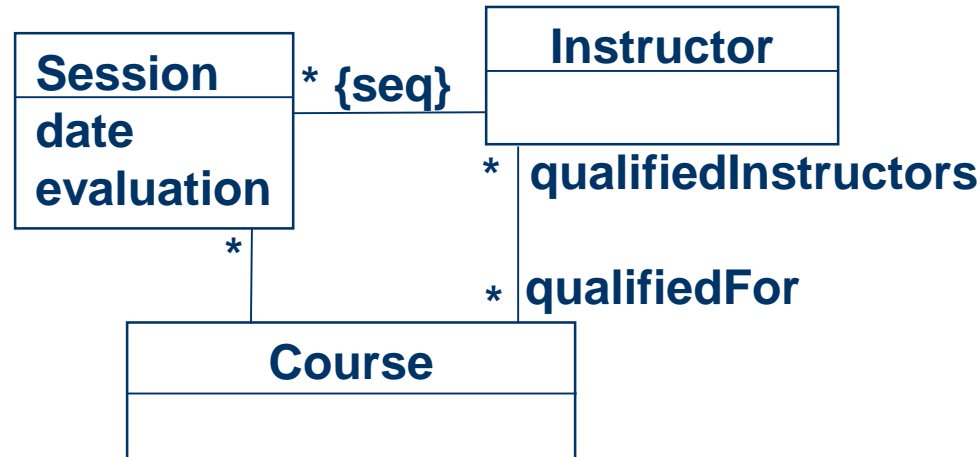 Session
date
evaluation
* {seq}
Instructor
* qualifiedInstructors
*
* qualifiedFor
Course